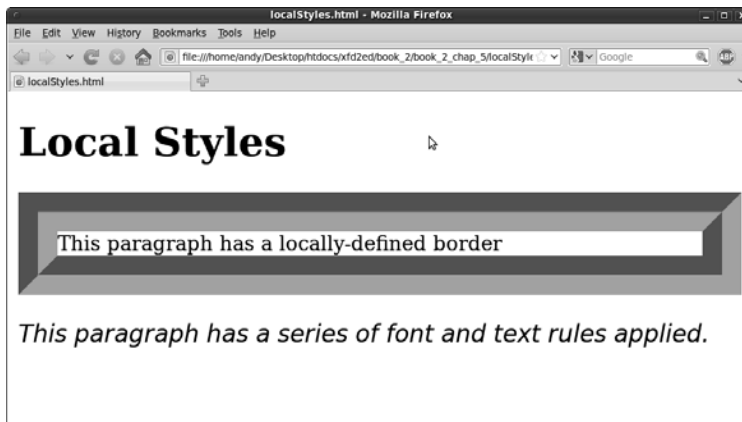 localStyles.html - Mozilla Firefox
File Edit View History Bookmarks Tools Help
file:///home/andy/Desktop/htdocs/xfd2ed/book_2/book_2_chap_5/localStyle
Google
ABP
localStyles.html
Local Styles
This paragraph has a locally-defined border
This paragraph has a series of font and text rules applied.